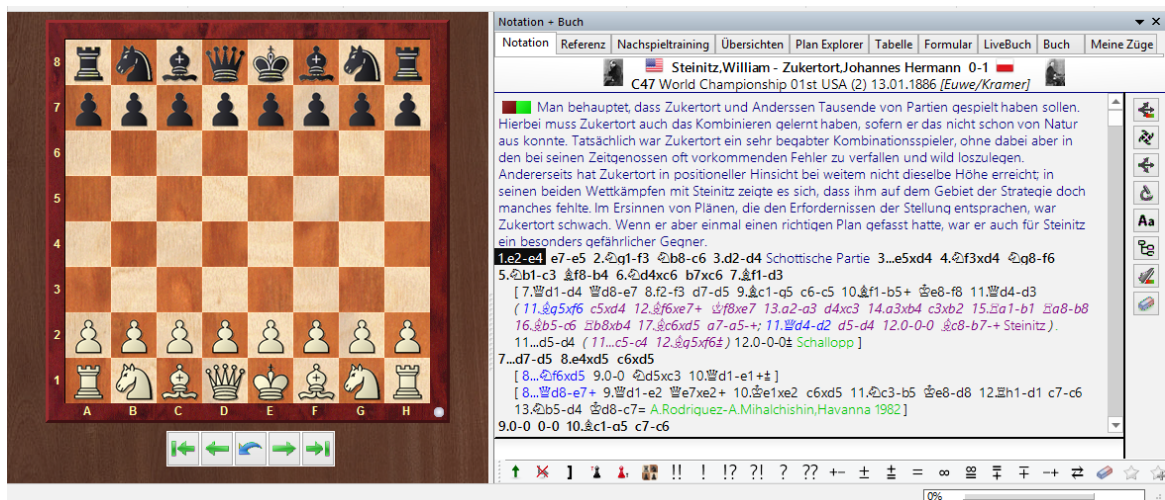 Notation + Buch
Notation Referenz Nachspieltraining Übersichten Plan Explorer Tabelle Formular LiveBuch Buch Meine Züge
Steinitz,William - Zukertort,Johannes Hermann 0-1
C47 World Championship 01st USA (2) 13.01.1886 [Euwe/Kramer]
Man behauptet, dass Zukertort und Anderssen Tausende von Partien gespielt haben sollen.
Hierbei muss Zukertort auch das Kombinieren gelernt haben, sofern er das nicht schon von Natur
aus konnte. Tatsächlich war Zukertort ein sehr begabter Kombinationsspieler, ohne dabei aber in
den bei seinen Zeitgenossen oft vorkommenden Fehler zu verfallen und wild loszulegen.
Andererseits hat Zukertort in positioneller Hinsicht bei weitem nicht dieselbe Höhe erreicht; in
seinen beiden Wettkämpfen mit Steinitz zeigte es sich, dass ihm auf dem Gebiet der Strategie doch
manches fehlte. Im Ersinnen von Plänen, die den Erfordernissen der Stellung entsprachen, war
Zukertort schwach. Wenn er aber einmal einen richtigen Plan gefasst hatte, war er auch für Steinitz
ein besonders gefährlicher Gegner.
1.e2-e4 e7-e5 2.♘g1-f3 ♘b8-c6 3.d2-d4 Schottische Partie 3...e5xd4 4.♘f3xd4 ♘g8-f6
5.♘b1-c3 ♗f8-b4 6.♘d4xc6 b7xc6 7.♗f1-d3
[ 7.♕d1-d4 ♕d8-e7 8.f2-f3 d7-d5 9.♗c1-g5 c6-c5 10.♗f1-b5+ ♔e8-f8 11.♕d4-d3
( 11.♗g5xf6 c5xd4 12.♗f6xe7+ ♔f8xe7 13.a2-a3 d4xc3 14.a3xb4 c3xb2 15.♖a1-b1 ♖a8-b8
16.♗b5-c6 ♖b8xb4 17.♗c6xd5 a7-a5-+; 11.♕d4-d2 d5-d4 12.0-0-0 ♗c8-b7-+ Steinitz ) .
11...d5-d4 ( 11...c5-c4 12.♗g5xf6± ) 12.0-0-0± Schallopp ]
7...d7-d5 8.e4xd5 c6xd5
[ 8...♘f6xd5 9.0-0 ♘d5xc3 10.♕d1-e1+± ]
[ 8...♕d8-e7+ 9.♕d1-e2 ♕e7xe2+ 10.♔e1xe2 c6xd5 11.♘c3-b5 ♔e8-d8 12.♖h1-d1 c7-c6
13.♘b5-d4 ♔d8-c7= A.Rodriguez-A.Mihalchishin,Havanna 1982 ]
9.0-0 0-0 10.♗c1-g5 c7-c6
8
7
6
5
4
3
2
1
A B C D E F G H
Aa
] !! ! !? ?! ? ?? +- ± ⩲ = ∞ ⩱ ∓ -+ ⇄
0%